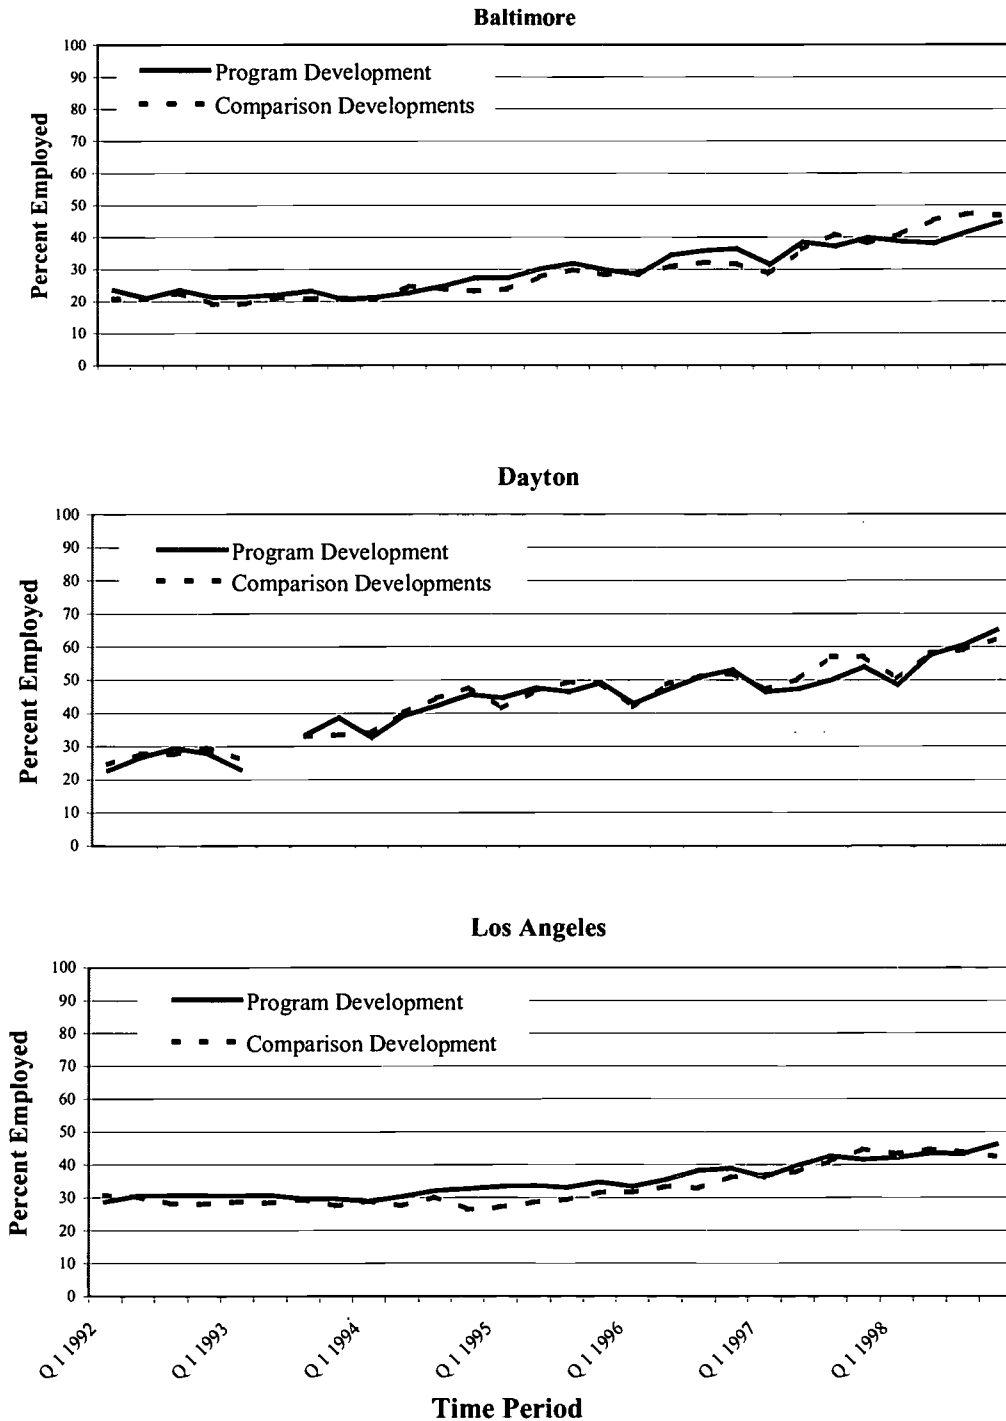 Baltimore
Percent Employed
100
90
80
70
60
50
40
30
20
10
0
Program Development
Comparison Developments
Dayton
Percent Employed
100
90
80
70
60
50
40
30
20
10
0
Program Development
Comparison Developments
Los Angeles
Percent Employed
100
90
80
70
60
50
40
30
20
10
0
Program Development
Comparison Development
Q1 1992
Q1 1993
Q1 1994
Q1 1995
Q1 1996
Q1 1997
Q1 1998
Time Period